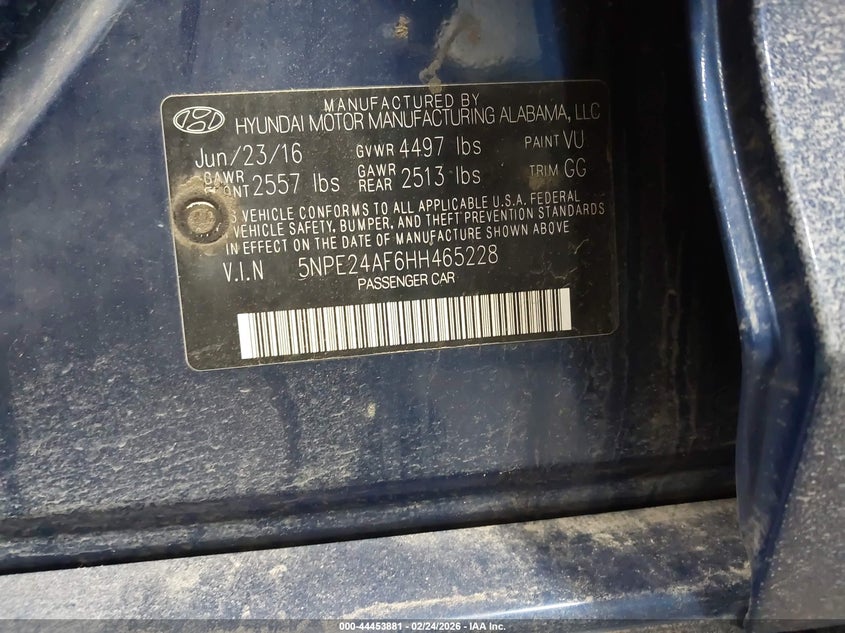 MANUFACTURED BY
HYUNDAI MOTOR MANUFACTURING ALABAMA, LLC
Jun/23/16 GVWR 4497 lbs PAINT VU
GAWR FRONT 2557 lbs GAWR REAR 2513 lbs TRIM GG
VEHICLE CONFORMS TO ALL APPLICABLE U.S.A. FEDERAL
VEHICLE SAFETY, BUMPER, AND THEFT PREVENTION STANDARDS
IN EFFECT ON THE DATE OF MANUFACTURE SHOWN ABOVE
V.I.N 5NPE24AF6HH465228
PASSENGER CAR
000-44453881 - 02/24/2026 - IAA Inc.